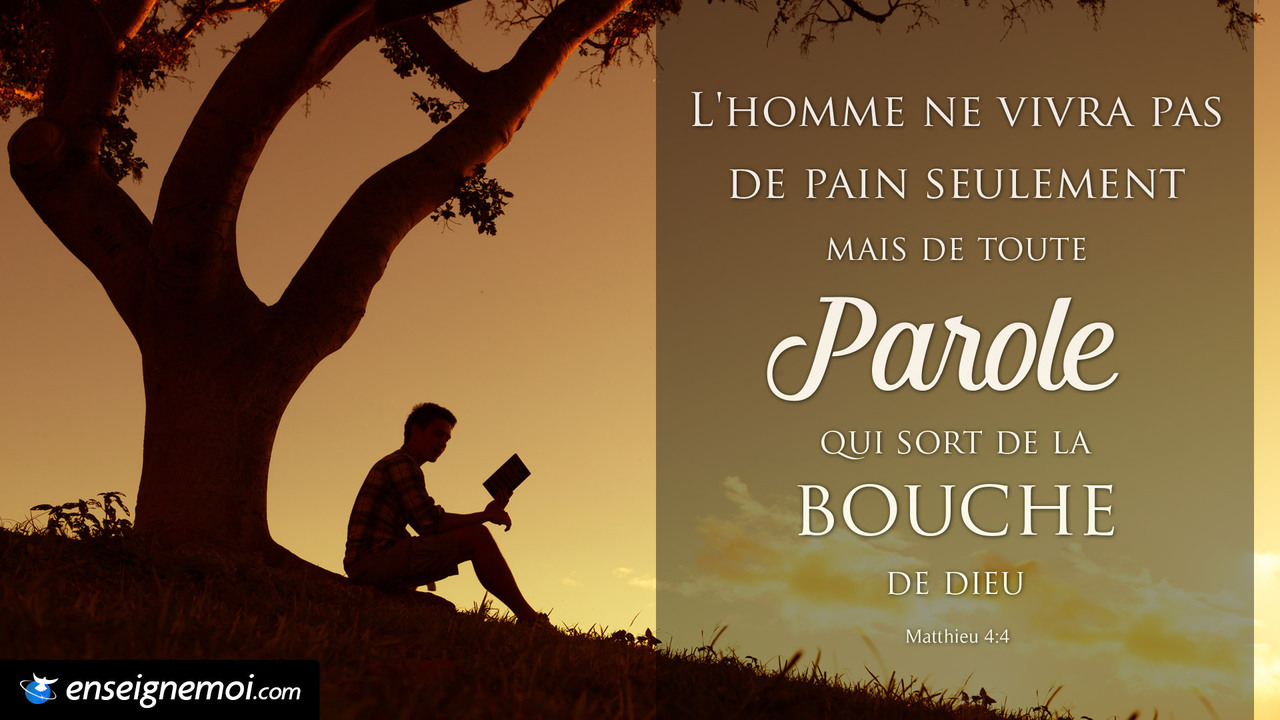 L'HOMME NE VIVRA PAS
DE PAIN SEULEMENT
MAIS DE TOUTE
Parole
QUI SORT DE LA
BOUCHE
DE DIEU
Matthieu 4:4
enseignemoi.com